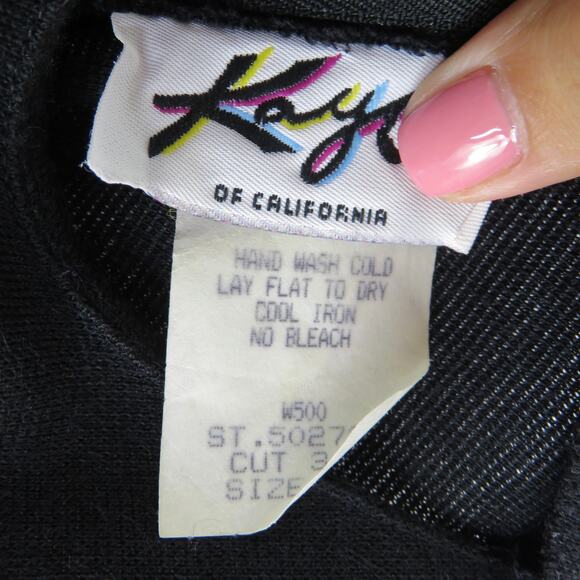 Kayo
OF CALIFORNIA
HAND WASH COLD
LAY FLAT TO DRY
COOL IRON
NO BLEACH
W500
ST.5027
CUT 3
SIZE